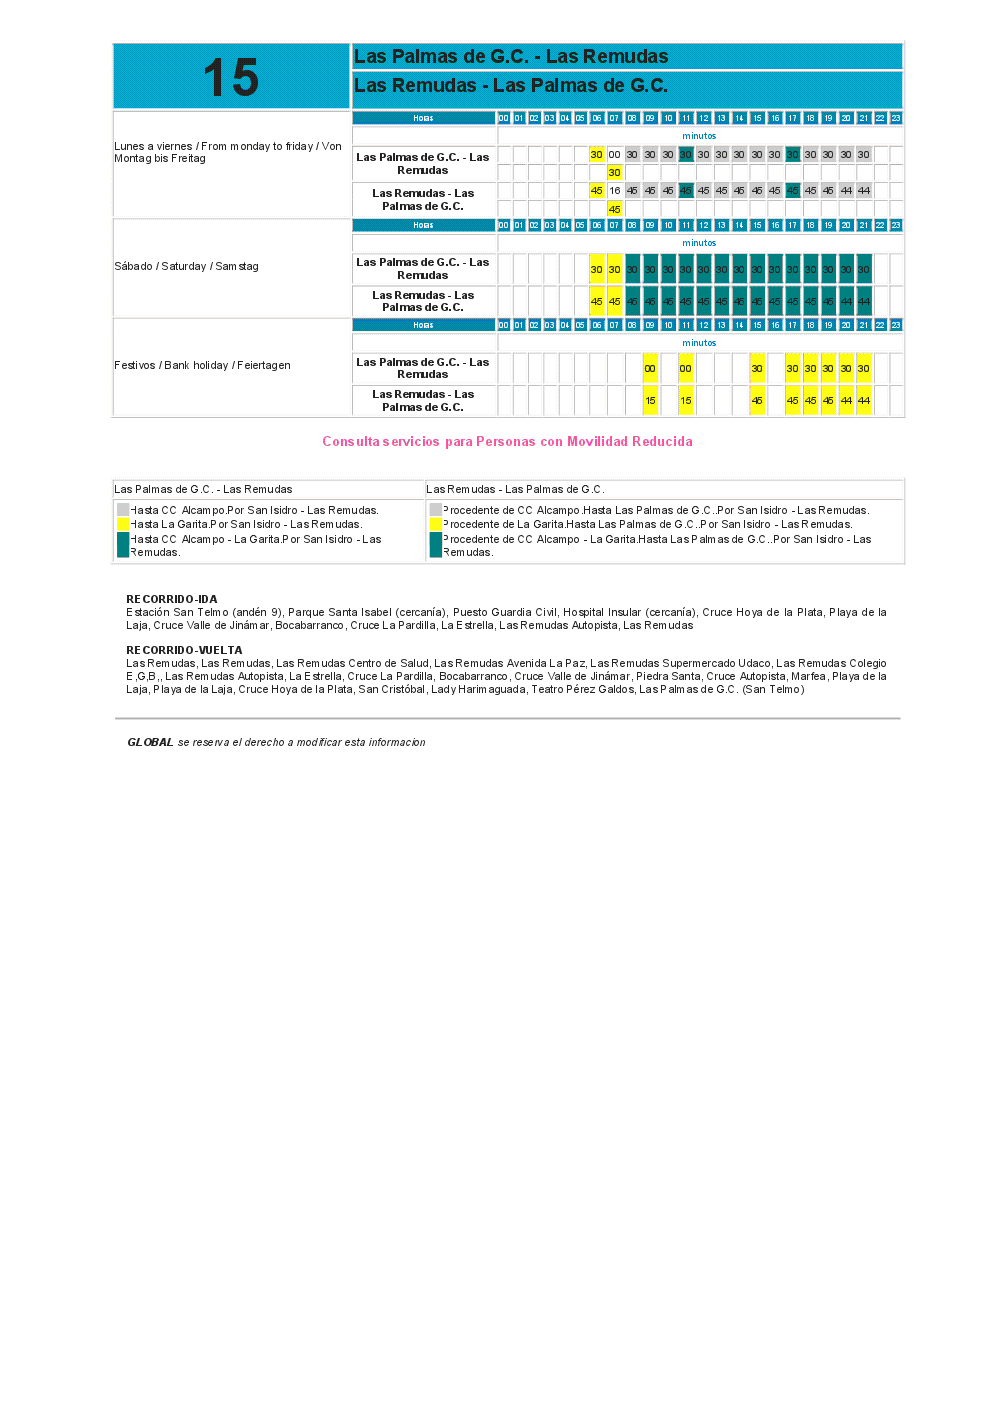 15
Las Palmas de G.C. - Las Remudas
Las Remudas - Las Palmas de G.C.
Lunes a viernes / From monday to friday / Von
Montag bis Freitag
Horas 00 01 02 03 04 05 06 07 08 09 10 11 12 13 14 15 16 17 18 19 20 21 22 23
minutos
Las Palmas de G.C. - Las
Remudas
30 00 30 30 30 30 30 30 30 30 30 30 30 30 30 30
30
Las Remudas - Las
Palmas de G.C.
45 16 45 45 45 45 45 45 45 45 45 45 45 45 44 44
45
Sábado / Saturday / Samstag
Horas 00 01 02 03 04 05 06 07 08 09 10 11 12 13 14 15 16 17 18 19 20 21 22 23
minutos
Las Palmas de G.C. - Las
Remudas
30 30 30 30 30 30 30 30 30 30 30 30 30 30 30 30
Las Remudas - Las
Palmas de G.C.
45 45 45 45 45 45 45 45 45 45 45 45 45 45 44 44
Festivos / Bank holiday / Feiertagen
Horas 00 01 02 03 04 05 06 07 08 09 10 11 12 13 14 15 16 17 18 19 20 21 22 23
minutos
Las Palmas de G.C. - Las
Remudas
00 00 30 30 30 30 30 30
Las Remudas - Las
Palmas de G.C.
15 15 45 45 45 45 44 44
Consulta servicios para Personas con Movilidad Reducida
Las Palmas de G.C. - Las Remudas
Hasta CC Alcampo.Por San Isidro - Las Remudas.
Hasta La Garita.Por San Isidro - Las Remudas.
Hasta CC Alcampo - La Garita.Por San Isidro - Las
Remudas.
Las Remudas - Las Palmas de G.C.
Procedente de CC Alcampo.Hasta Las Palmas de G.C..Por San Isidro - Las Remudas.
Procedente de La Garita.Hasta Las Palmas de G.C..Por San Isidro - Las Remudas.
Procedente de CC Alcampo - La Garita.Hasta Las Palmas de G.C..Por San Isidro - Las
Remudas.
RECORRIDO-IDA
Estación San Telmo (andén 9), Parque Santa Isabel (cercanía), Puesto Guardia Civil, Hospital Insular (cercanía), Cruce Hoya de la Plata, Playa de la
Laja, Cruce Valle de Jinámar, Bocabarranco, Cruce La Pardilla, La Estrella, Las Remudas Autopista, Las Remudas
RECORRIDO-VUELTA
Las Remudas, Las Remudas, Las Remudas Centro de Salud, Las Remudas Avenida La Paz, Las Remudas Supermercado Udaco, Las Remudas Colegio
E,G,B,, Las Remudas Autopista, La Estrella, Cruce La Pardilla, Bocabarranco, Cruce Valle de Jinámar, Piedra Santa, Cruce Autopista, Marfea, Playa de la
Laja, Playa de la Laja, Cruce Hoya de la Plata, San Cristóbal, Lady Harimaguada, Teatro Pérez Galdos, Las Palmas de G.C. (San Telmo)
GLOBAL se reserva el derecho a modificar esta informacion